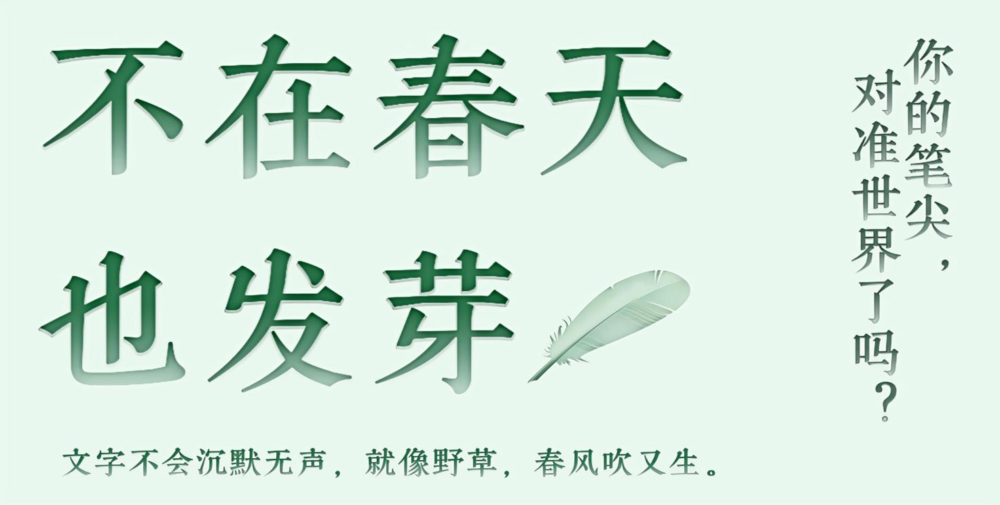 不在春天
也发芽
文字不会沉默无声，就像野草，春风吹又生。
你的笔尖，
对准世界了吗？